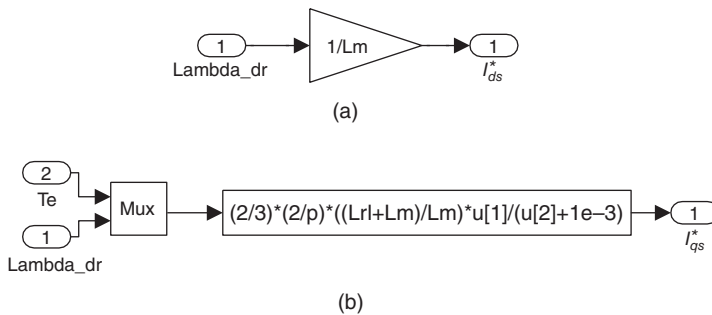 1
Lambda_dr
1/Lm
1
I*ds
(a)
2
Te
1
Lambda_dr
Mux
(2/3)*(2/p)*((Lrl+Lm)/Lm)*u[1]/(u[2]+1e–3)
1
I*qs
(b)